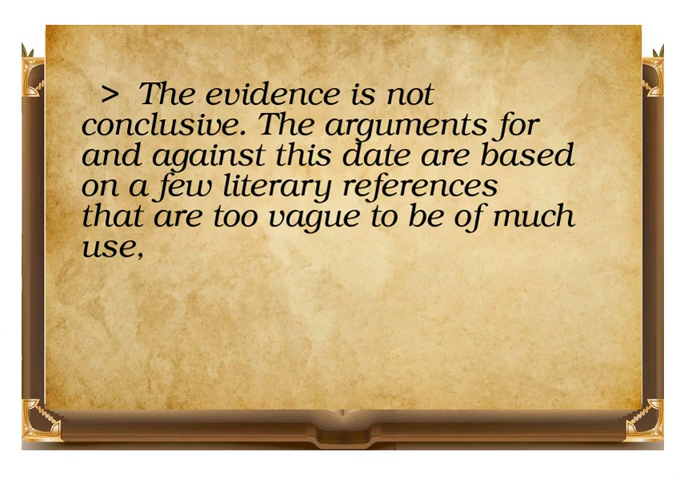 > The evidence is not
conclusive. The arguments for
and against this date are based
on a few literary references
that are too vague to be of much
use,